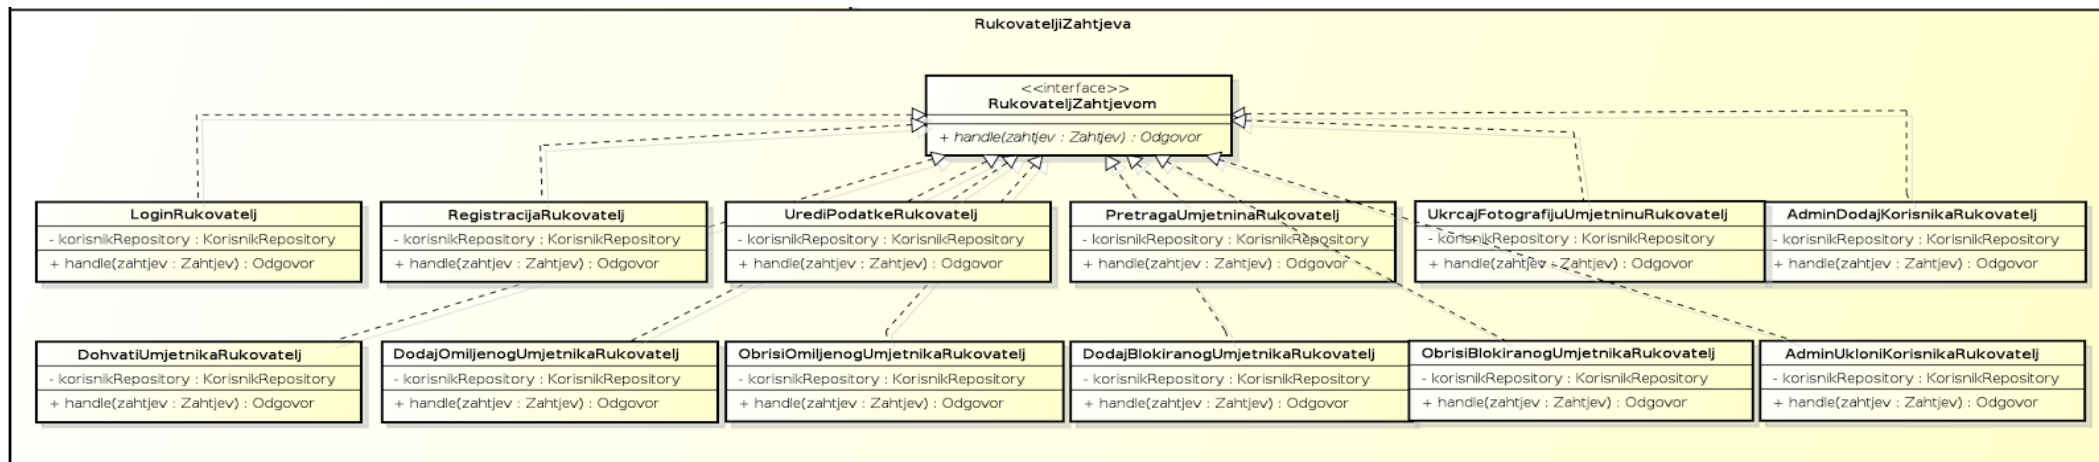 RukovateljiZahtjeva
<<interface>>
RukovateljZahtjevom
+ handle(zahtjev : Zahtjev) : Odgovor
LoginRukovatelj
- korisnikRepository : KorisnikRepository
+ handle(zahtjev : Zahtjev) : Odgovor
RegistracijaRukovatelj
- korisnikRepository : KorisnikRepository
+ handle(zahtjev : Zahtjev) : Odgovor
UrediPodatkeRukovatelj
- korisnikRepository : KorisnikRepository
+ handle(zahtjev : Zahtjev) : Odgovor
PretragaUmjetninaRukovatelj
- korisnikRepository : KorisnikRepository
+ handle(zahtjev : Zahtjev) : Odgovor
UkrcajFotografijuUmjetninuRukovatelj
- korisnikRepository : KorisnikRepository
+ handle(zahtjev : Zahtjev) : Odgovor
AdminDodajKorisnikaRukovatelj
- korisnikRepository : KorisnikRepository
+ handle(zahtjev : Zahtjev) : Odgovor
DohvatiUmjetnikaRukovatelj
- korisnikRepository : KorisnikRepository
+ handle(zahtjev : Zahtjev) : Odgovor
DodajOmiljenogUmjetnikaRukovatelj
- korisnikRepository : KorisnikRepository
+ handle(zahtjev : Zahtjev) : Odgovor
ObrisiOmiljenogUmjetnikaRukovatelj
- korisnikRepository : KorisnikRepository
+ handle(zahtjev : Zahtjev) : Odgovor
DodajBlokiranogUmjetnikaRukovatelj
- korisnikRepository : KorisnikRepository
+ handle(zahtjev : Zahtjev) : Odgovor
ObrisiBlokiranogUmjetnikaRukovatelj
- korisnikRepository : KorisnikRepository
+ handle(zahtjev : Zahtjev) : Odgovor
AdminUkloniKorisnikaRukovatelj
- korisnikRepository : KorisnikRepository
+ handle(zahtjev : Zahtjev) : Odgovor